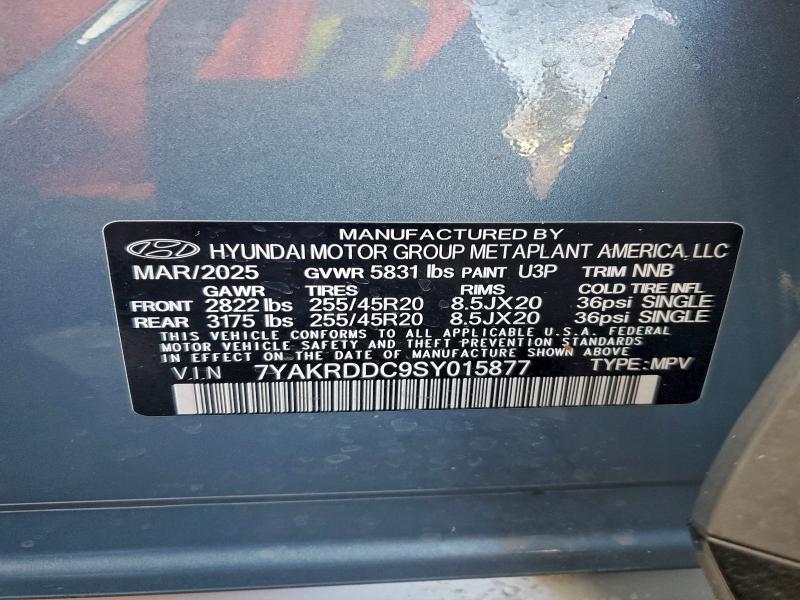 MANUFACTURED BY
HYUNDAI MOTOR GROUP METAPLANT AMERICA, LLC
MAR/2025 GVWR 5831 lbs PAINT U3P TRIM NNB
GAWR TIRES RIMS COLD TIRE INFL
FRONT 2822 lbs 255/45R20 8.5JX20 36psi SINGLE
REAR 3175 lbs 255/45R20 8.5JX20 36psi SINGLE
THIS VEHICLE CONFORMS TO ALL APPLICABLE U.S.A. FEDERAL
MOTOR VEHICLE SAFETY AND THEFT PREVENTION STANDARDS
IN EFFECT ON THE DATE OF MANUFACTURE SHOWN ABOVE.
V.I.N 7YAKRDDC9SY015877 TYPE: MPV